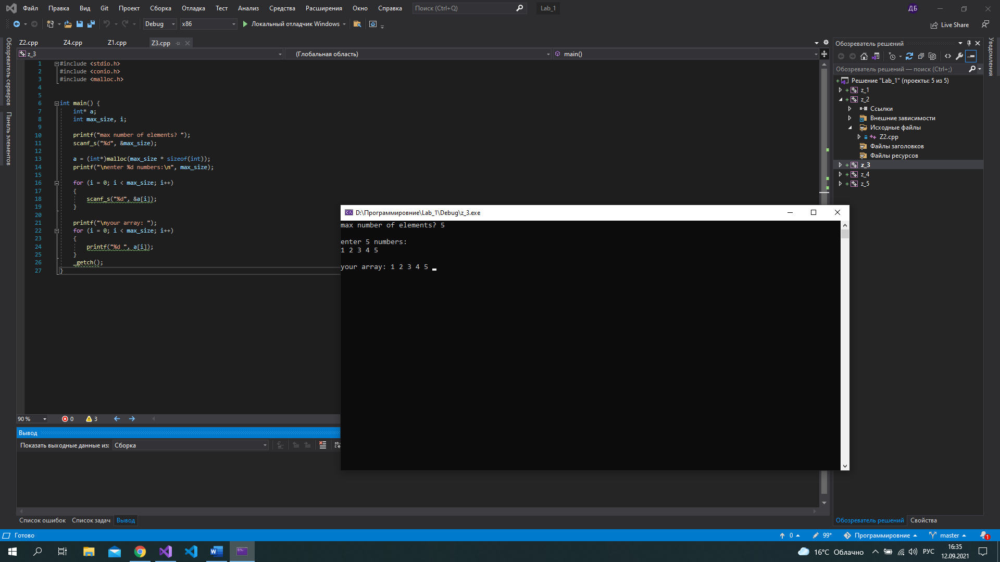 Файл Правка Вид Git Проект Сборка Отладка Тест Анализ Средства Расширения Окно Справка Поиск (Ctrl+Q) Lab_1 ДБ
Debug x86 Локальный отладчик Windows Live Share
Обозреватель серверов
Панель элементов
Z2.cpp Z4.cpp Z1.cpp Z3.cpp
z_3 (Глобальная область) main()
1 #include <stdio.h>
2 #include <conio.h>
3 #include <malloc.h>
4
5
6 int main() {
7 int* a;
8 int max_size, i;
9
10 printf("max number of elements? ");
11 scanf_s("%d", &max_size);
12
13 a = (int*)malloc(max_size * sizeof(int));
14 printf("\nenter %d numbers:\n", max_size);
15
16 for (i = 0; i < max_size; i++)
17 {
18 scanf_s("%d", &a[i]);
19 }
20
21 printf("\nyour array: ");
22 for (i = 0; i < max_size; i++)
23 {
24 printf("%d ", a[i]);
25 }
26 _getch();
27 }
D:\Программировние\Lab_1\Debug\z_3.exe
max number of elements? 5
enter 5 numbers:
1 2 3 4 5
your array: 1 2 3 4 5
90 % 0 3
Вывод
Показать выходные данные из: Сборка
Список ошибок Список задач Вывод
Обозреватель решений
Обозреватель решений — поиск (Ctrl+;)
Решение "Lab_1" (проекты: 5 из 5)
z_1
z_2
Ссылки
Внешние зависимости
Исходные файлы
Z2.cpp
Файлы заголовков
Файлы ресурсов
z_3
z_4
z_5
Обозреватель решений Свойства
Уведомления
Готово 0 99* Программировние master 1
16°C Облачно РУС 16:35
12.09.2021